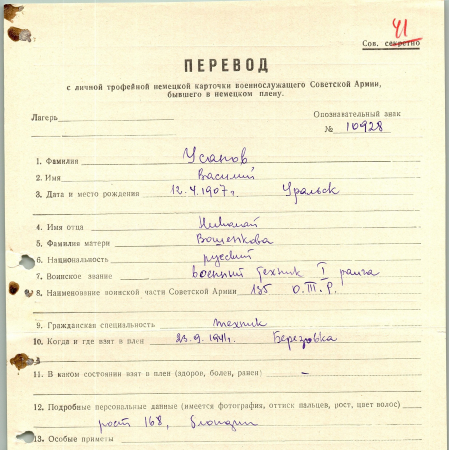 41
Сов. секретно
ПЕРЕВОД
с личной трофейной немецкой карточки военнослужащего Советской Армии,
бывшего в немецком плену.
Лагерь
Опознавательный знак
№ 10928
1. Фамилия Усанов
2. Имя Василий
3. Дата и место рождения 12.4.1907г. Уральск
4. Имя отца Николай
5. Фамилия матери Вощенкова
6. Национальность русский
7. Воинское звание военный техник I ранга
8. Наименование воинской части Советской Армии 135 О.Т.Р.
9. Гражданская специальность техник
10. Когда и где взят в плен 23.9.1941г. Березовка
11. В каком состоянии взят в плен (здоров, болен, ранен) –
12. Подробные персональные данные (имеется фотография, оттиск пальцев, рост, цвет волос)
рост 168, блондин
13. Особые приметы